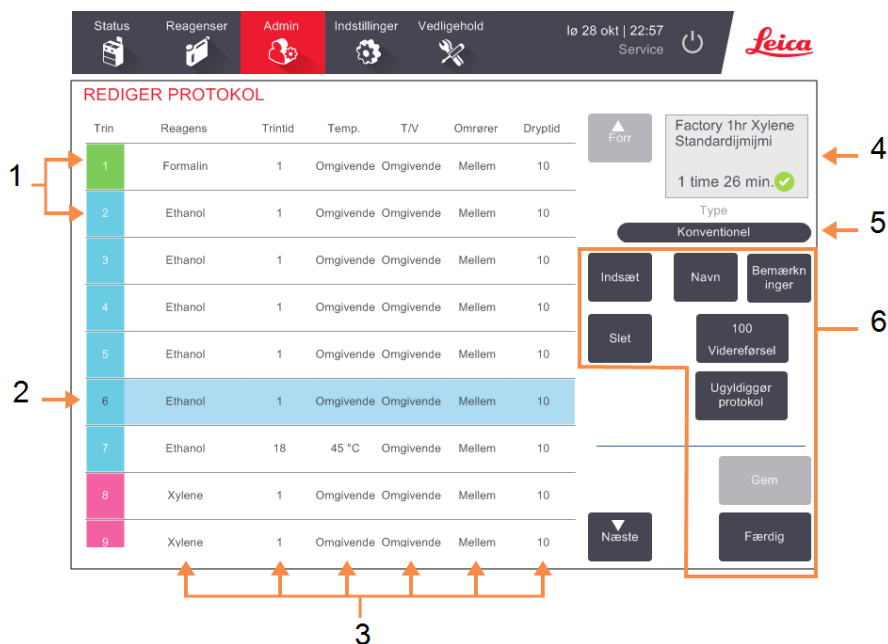 Status Reagenser Admin Indstillinger Vedligehold
lø 28 okt | 22:57
Service
Leica
REDIGER PROTOKOL
Trin Reagens Trintid Temp. T/V Omrører Dryptid
1 Formalin 1 Omgivende Omgivende Mellem 10
2 Ethanol 1 Omgivende Omgivende Mellem 10
3 Ethanol 1 Omgivende Omgivende Mellem 10
4 Ethanol 1 Omgivende Omgivende Mellem 10
5 Ethanol 1 Omgivende Omgivende Mellem 10
6 Ethanol 1 Omgivende Omgivende Mellem 10
7 Ethanol 18 45 °C Omgivende Mellem 10
8 Xylene 1 Omgivende Omgivende Mellem 10
9 Xylene 1 Omgivende Omgivende Mellem 10
Forr
Factory 1hr Xylene
Standardijmijmi
1 time 26 min.
Type
Konventionel
Indsæt
Navn
Bemærkn
inger
Slet
100
Videreførsel
Ugyldiggør
protokol
Gem
Næste
Færdig
1
2
3
4
5
6